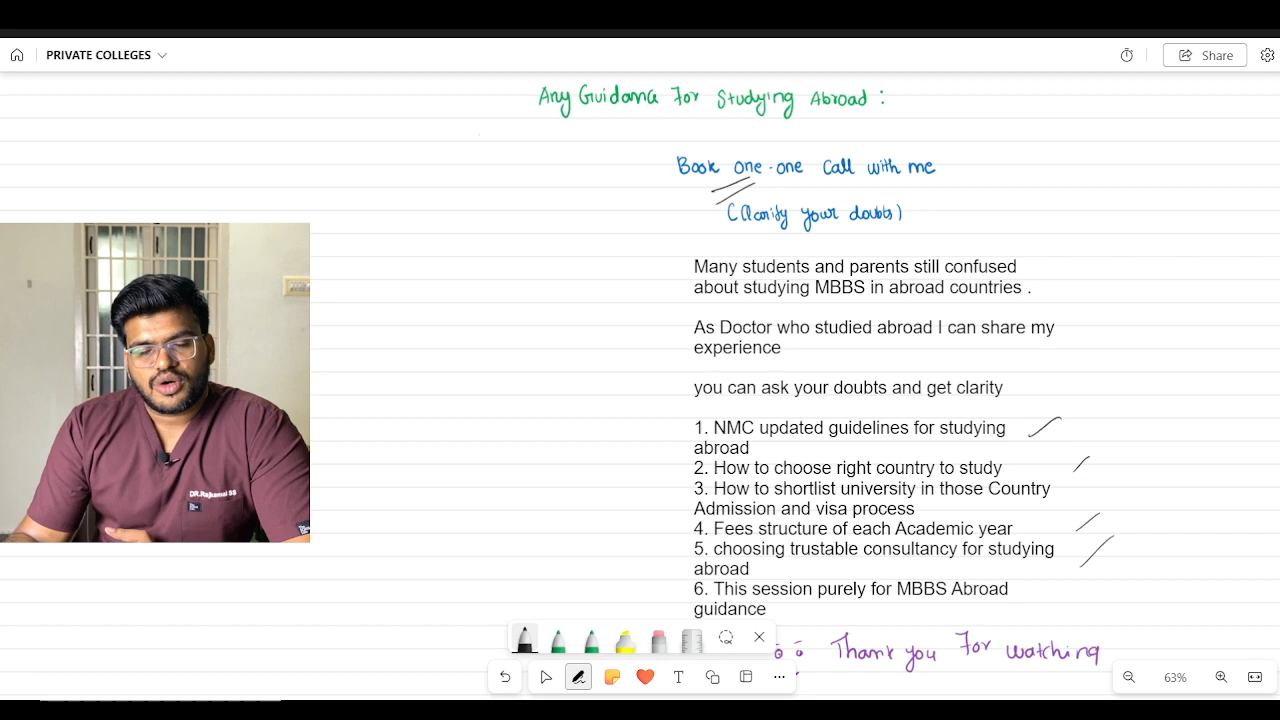 PRIVATE COLLEGES
Share
Any Guidance For Studying Abroad :
Book one-one call with me
(Clarify your doubts)
Many students and parents still confused
about studying MBBS in abroad countries .
As Doctor who studied abroad I can share my
experience
you can ask your doubts and get clarity
1. NMC updated guidelines for studying
abroad
2. How to choose right country to study
3. How to shortlist university in those Country
Admission and visa process
4. Fees structure of each Academic year
5. choosing trustable consultancy for studying
abroad
6. This session purely for MBBS Abroad
guidance
Thank you For watching
DR.Rajkamal SS
63%